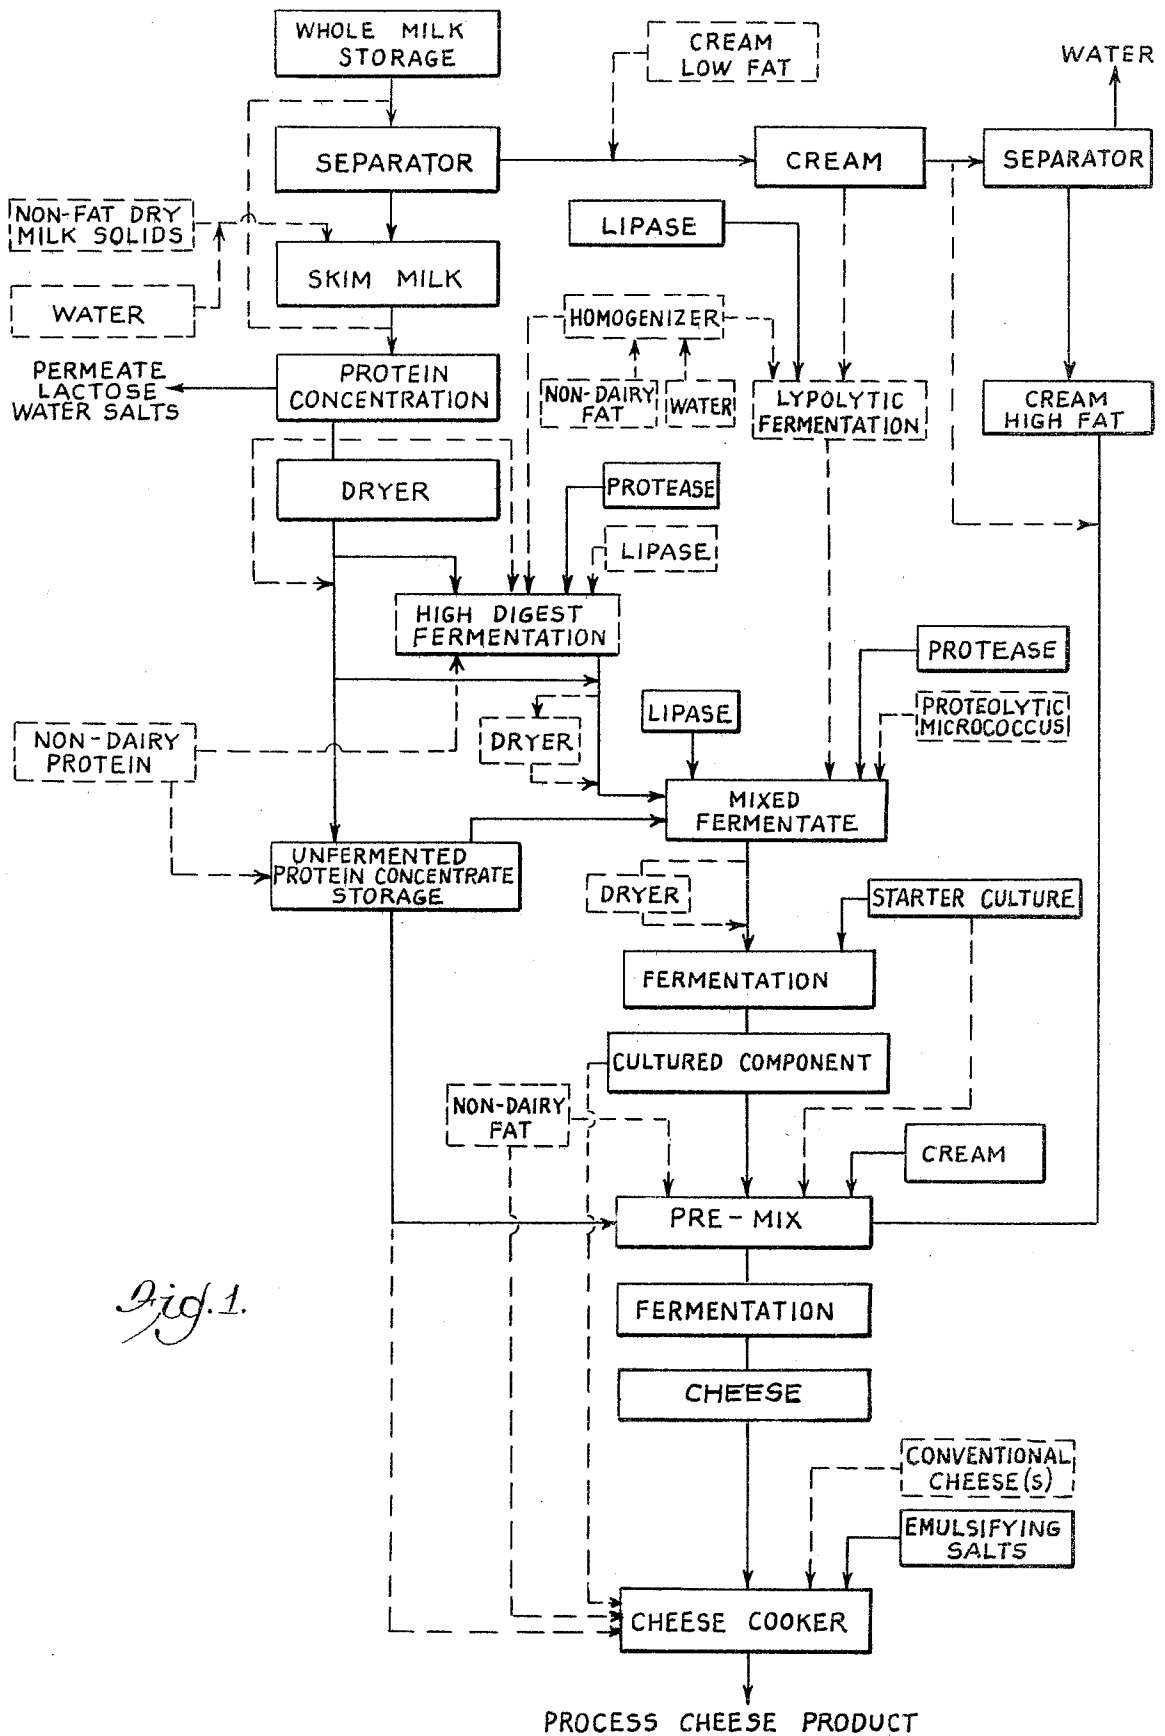 WHOLE MILK
STORAGE
CREAM
LOW FAT
WATER
SEPARATOR
CREAM
SEPARATOR
NON-FAT DRY
MILK SOLIDS
LIPASE
SKIM MILK
WATER
HOMOGENIZER
PERMEATE
LACTOSE
WATER SALTS
PROTEIN
CONCENTRATION
NON-DAIRY
FAT
WATER
LYPOLYTIC
FERMENTATION
CREAM
HIGH FAT
DRYER
PROTEASE
LIPASE
HIGH DIGEST
FERMENTATION
PROTEASE
LIPASE
PROTEOLYTIC
MICROCOCCUS
NON-DAIRY
PROTEIN
DRYER
MIXED
FERMENTATE
UNFERMENTED
PROTEIN CONCENTRATE
STORAGE
DRYER
STARTER CULTURE
FERMENTATION
CULTURED COMPONENT
NON-DAIRY
FAT
CREAM
PRE-MIX
Fig. 1.
FERMENTATION
CHEESE
CONVENTIONAL
CHEESE(S)
EMULSIFYING
SALTS
CHEESE COOKER
PROCESS CHEESE PRODUCT